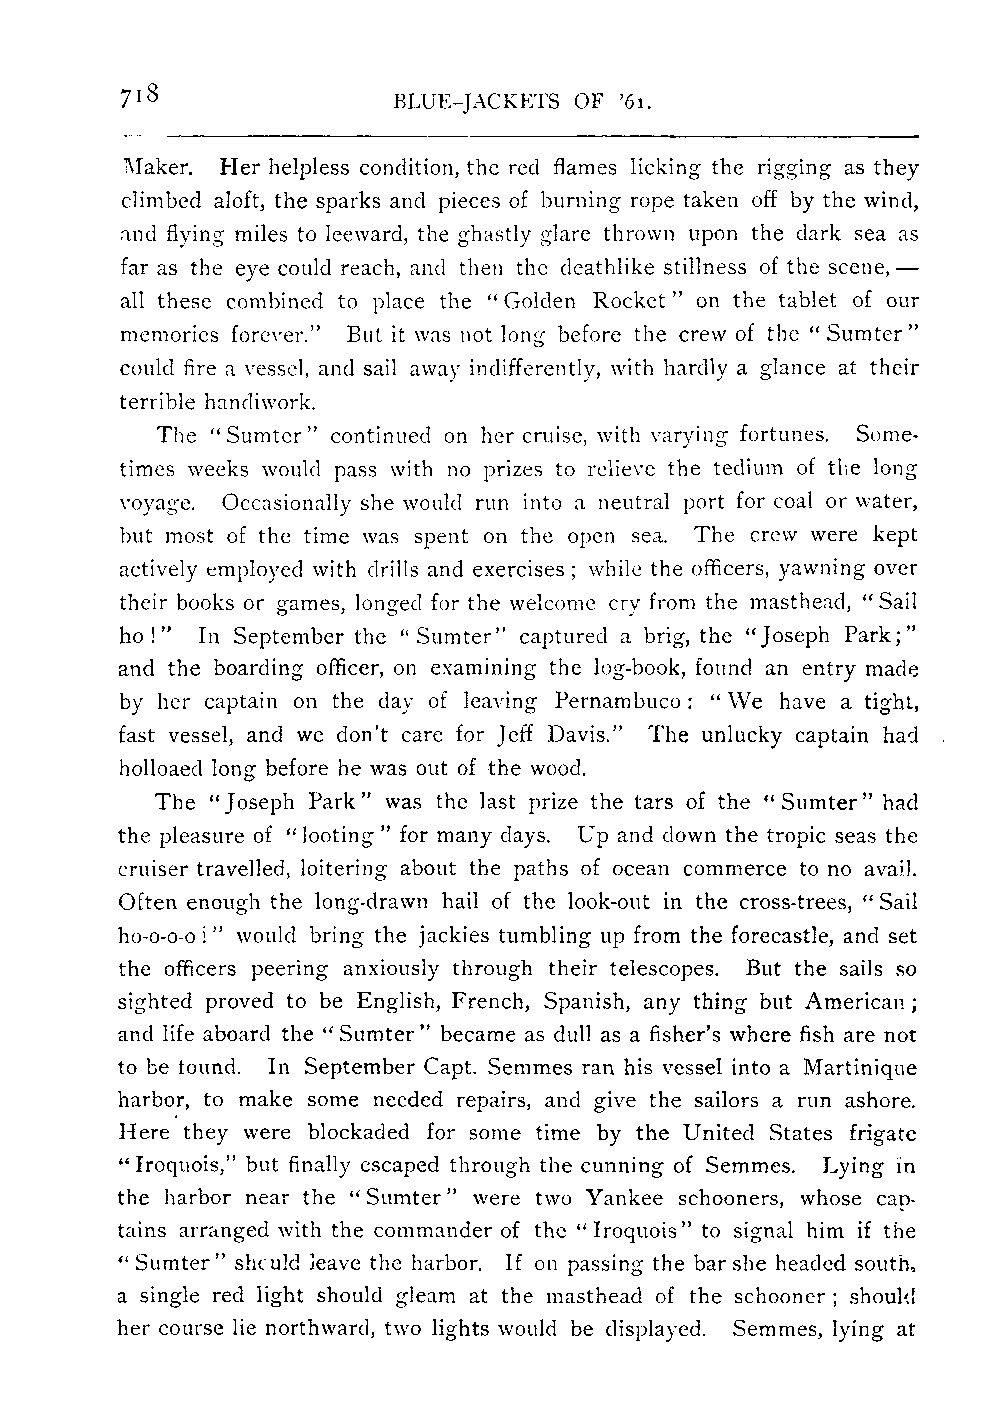 718 BLUE-JACKETS OF '61.
Maker. Her helpless condition, the red flames licking the rigging as they
climbed aloft, the sparks and pieces of burning rope taken off by the wind,
and flying miles to leeward, the ghastly glare thrown upon the dark sea as
far as the eye could reach, and then the deathlike stillness of the scene, —
all these combined to place the "Golden Rocket" on the tablet of our
memories forever." But it was not long before the crew of the "Sumter"
could fire a vessel, and sail away indifferently, with hardly a glance at their
terrible handiwork.
The "Sumter" continued on her cruise, with varying fortunes. Some-
times weeks would pass with no prizes to relieve the tedium of the long
voyage. Occasionally she would run into a neutral port for coal or water,
but most of the time was spent on the open sea. The crew were kept
actively employed with drills and exercises; while the officers, yawning over
their books or games, longed for the welcome cry from the masthead, "Sail
ho!" In September the "Sumter" captured a brig, the "Joseph Park;"
and the boarding officer, on examining the log-book, found an entry made
by her captain on the day of leaving Pernambuco: "We have a tight,
fast vessel, and we don't care for Jeff Davis." The unlucky captain had
holloaed long before he was out of the wood.
The "Joseph Park" was the last prize the tars of the "Sumter" had
the pleasure of "looting" for many days. Up and down the tropic seas the
cruiser travelled, loitering about the paths of ocean commerce to no avail.
Often enough the long-drawn hail of the look-out in the cross-trees, "Sail
ho-o-o-o!" would bring the jackies tumbling up from the forecastle, and set
the officers peering anxiously through their telescopes. But the sails so
sighted proved to be English, French, Spanish, any thing but American;
and life aboard the "Sumter" became as dull as a fisher's where fish are not
to be found. In September Capt. Semmes ran his vessel into a Martinique
harbor, to make some needed repairs, and give the sailors a run ashore.
Here they were blockaded for some time by the United States frigate
"Iroquois," but finally escaped through the cunning of Semmes. Lying in
the harbor near the "Sumter" were two Yankee schooners, whose cap-
tains arranged with the commander of the "Iroquois" to signal him if the
"Sumter" should leave the harbor. If on passing the bar she headed south,
a single red light should gleam at the masthead of the schooner; should
her course lie northward, two lights would be displayed. Semmes, lying at